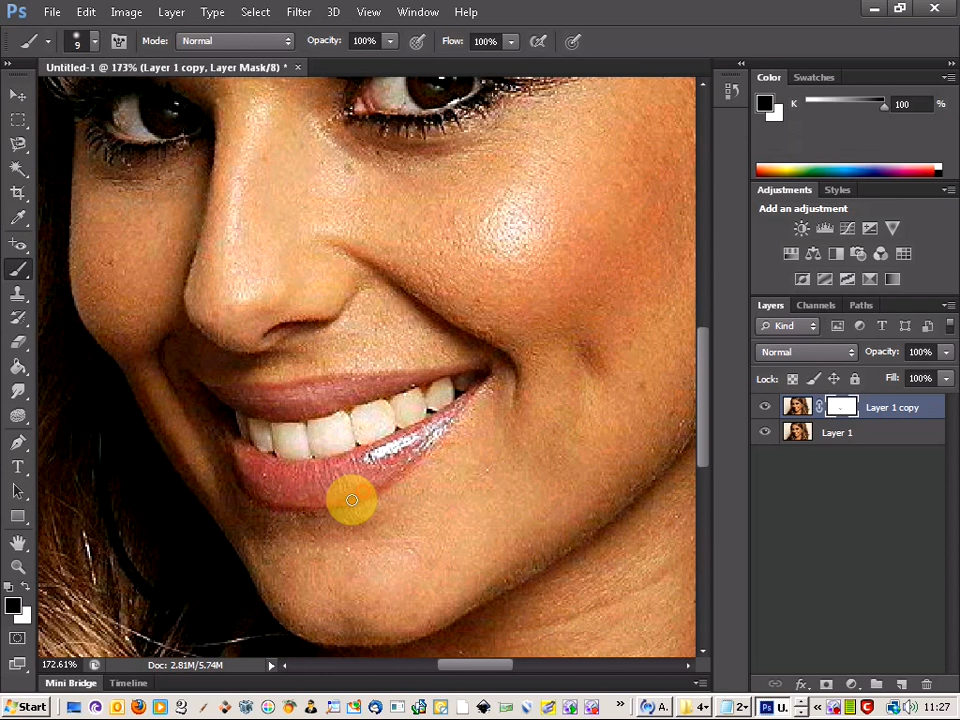 Ps File Edit Image Layer Type Select Filter 3D View Window Help
9 Mode: Normal Opacity: 100% Flow: 100%
Untitled-1 @ 173% (Layer 1 copy, Layer Mask/8) * ×
Color Swatches
K 100 %
Adjustments Styles
Add an adjustment
Layers Channels Paths
Kind
Normal Opacity: 100%
Lock: Fill: 100%
Layer 1 copy
Layer 1
172.61% Doc: 2.81M/5.74M
Mini Bridge Timeline
Start A. 4 2 U. 11:27